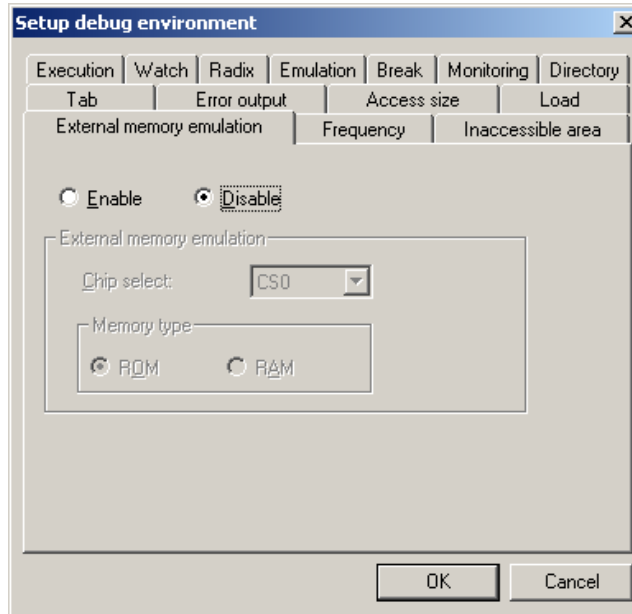 Setup debug environment
Execution Watch Radix Emulation Break Monitoring Directory
Tab Error output Access size Load
External memory emulation Frequency Inaccessible area
Enable Disable
External memory emulation
Chip select: CS0
Memory type
ROM RAM
OK Cancel